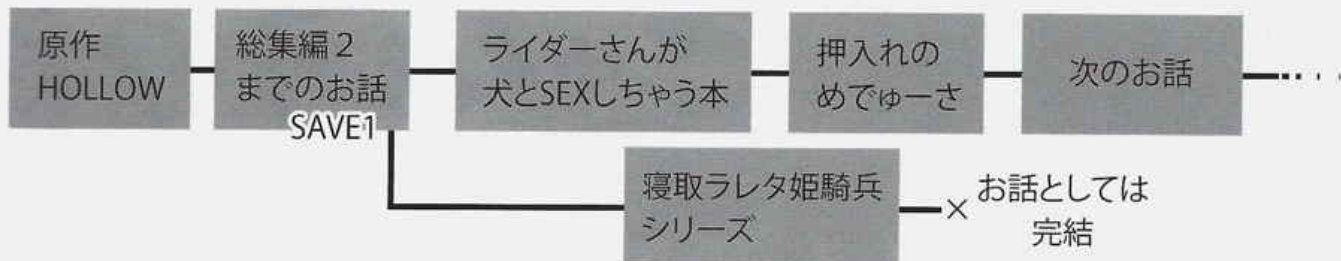 原作
HOLLOW
総集編2
までのお話
SAVE1
ライダーさんが
犬とSEXしちゃう本
押入れの
めでゅーさ
次のお話
寝取ラレタ姫騎兵
シリーズ
× お話としては
完結